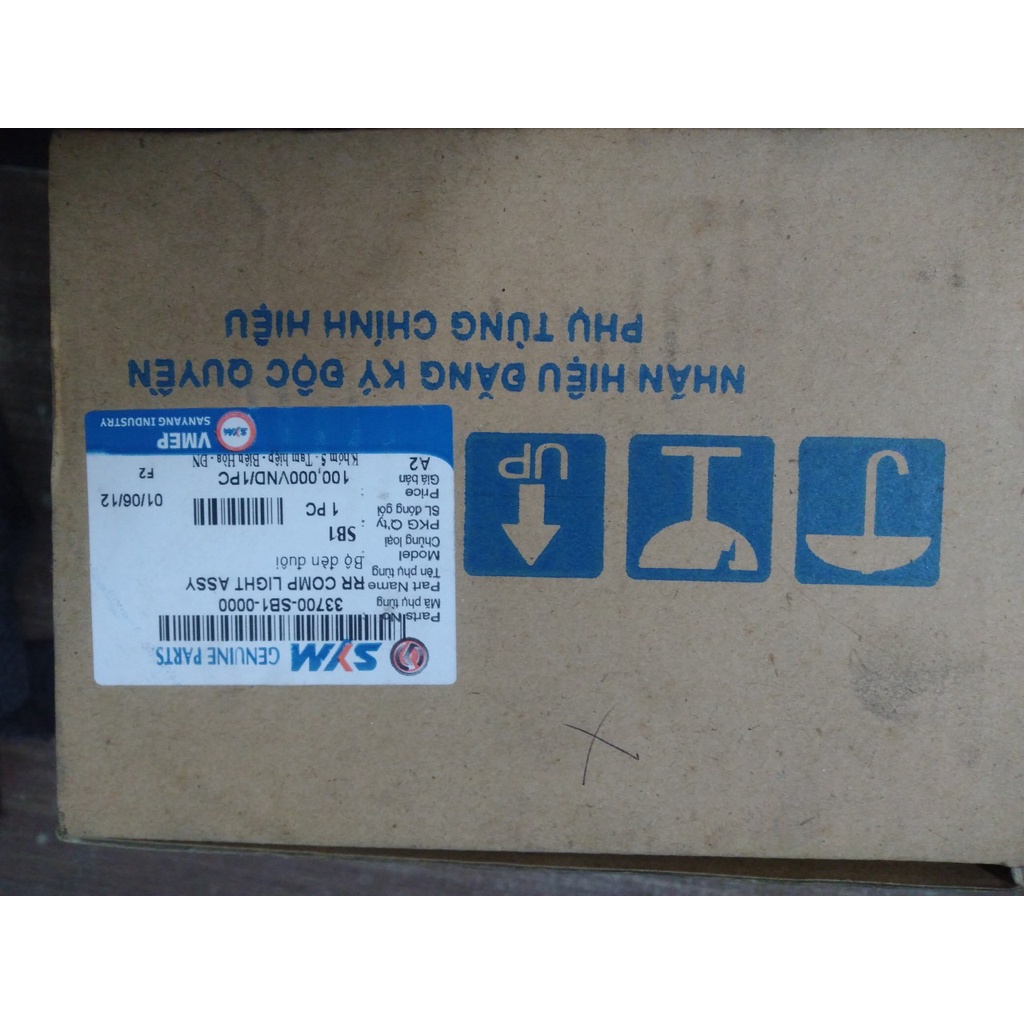 SYM GENUINE PARTS
Parts No
Mã phụ tùng
33700-SB1-0000
Part Name RR COMP LIGHT ASSY
Tên phụ tùng
Bộ đèn đuôi
Model
Chủng loại
SB1
PKG Q'ty :
SL đóng gói
1 PC
01/06/12
Price :
Giá bán
100,000VND/1PC
F2
A2
Khóm 5 - Tam hiệp - Biên Hòa - ĐN
SYM
VMEP
SANYANG INDUSTRY
UP
NHÃN HIỆU ĐĂNG KÝ ĐỘC QUYỀN
PHỤ TÙNG CHÍNH HIỆU